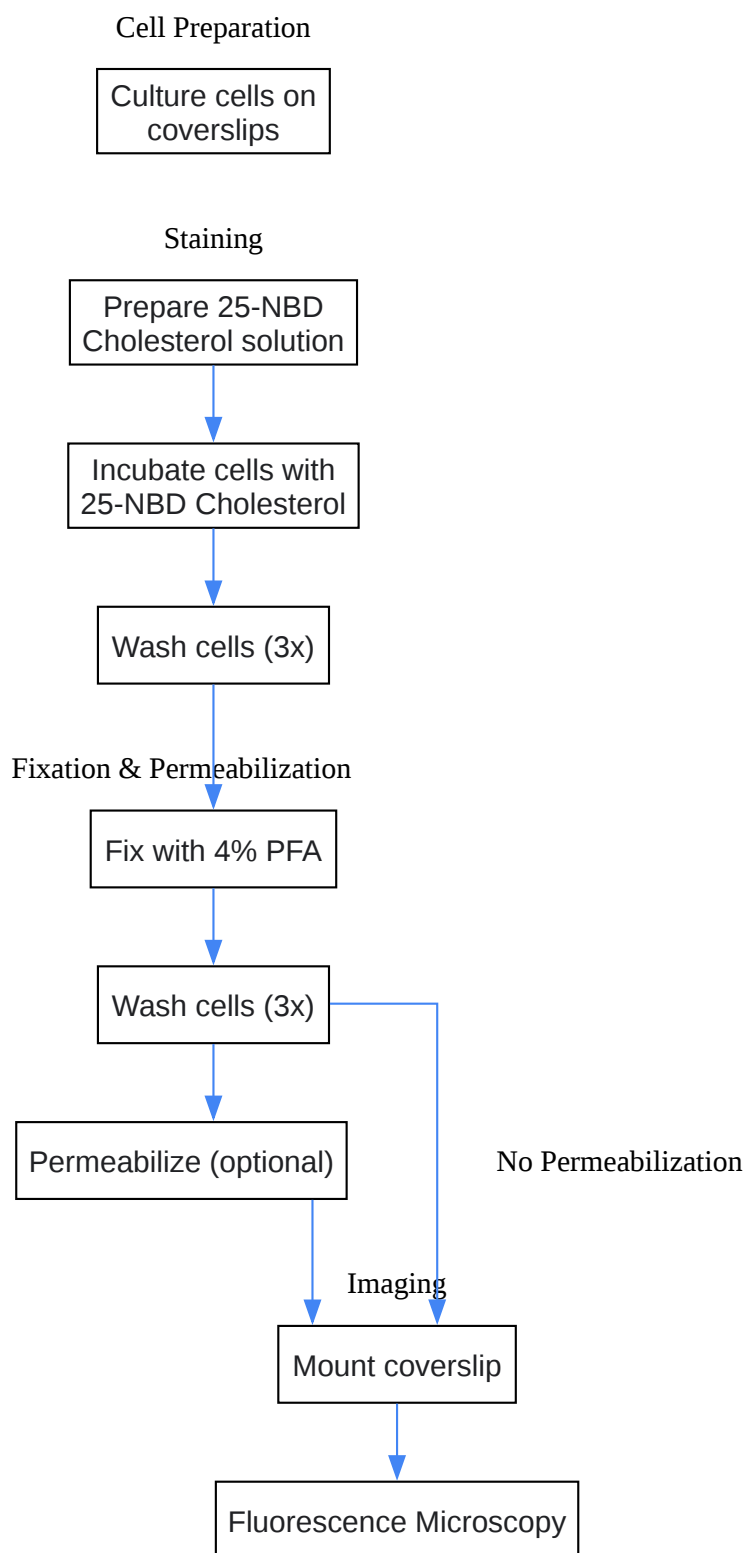 Cell Preparation
Culture cells on
coverslips
Staining
Prepare 25-NBD
Cholesterol solution
Incubate cells with
25-NBD Cholesterol
Wash cells (3x)
Fixation & Permeabilization
Fix with 4% PFA
Wash cells (3x)
Permeabilize (optional)
No Permeabilization
Imaging
Mount coverslip
Fluorescence Microscopy